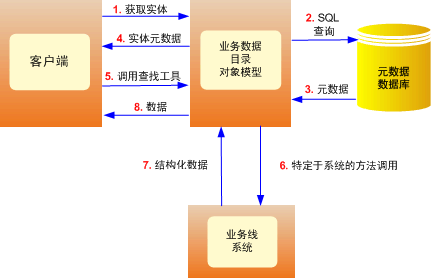 1. 获取实体
4. 实体元数据
客户端
5. 调用查找工具
8. 数据
业务数据
目录
对象模型
2. SQL
查询
3. 元数据
元数据
数据库
7. 结构化数据
6. 特定于系统的方法调用
业务线
系统